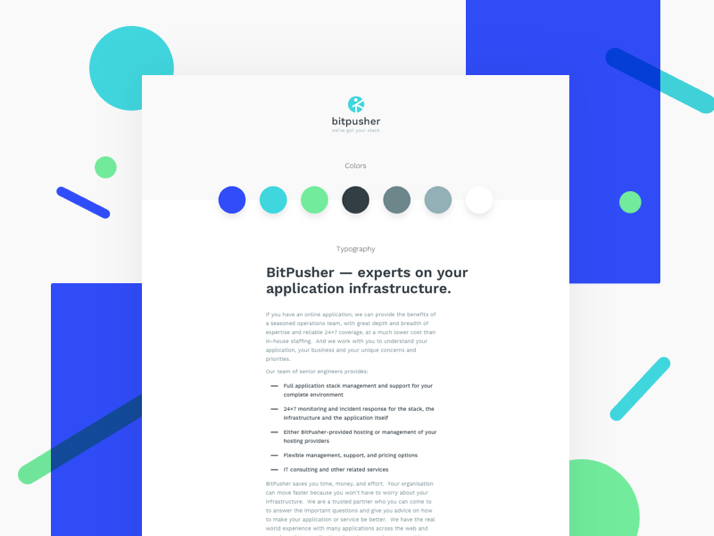 bitpusher
we've got your stack
Colors
Typography
BitPusher — experts on your
application infrastructure.
If you have an online application, we can provide the benefits of
a seasoned operations team, with great depth and breadth of
expertise and reliable 24×7 coverage, at a much lower cost than
in-house staffing. And we work with you to understand your
application, your business and your unique concerns and
priorities.
Our team of senior engineers provides:
— Full application stack management and support for your
complete environment
— 24×7 monitoring and incident response for the stack, the
infrastructure and the application itself
— Either BitPusher-provided hosting or management of your
hosting providers
— Flexible management, support, and pricing options
— IT consulting and other related services
BitPusher saves you time, money, and effort. Your organisation
can move faster because you won't have to worry about your
infrastructure. We are a trusted partner who you can come to
to answer the important questions and give you advice on how
to make your application or service be better. We have the real
world experience with many applications across the web and